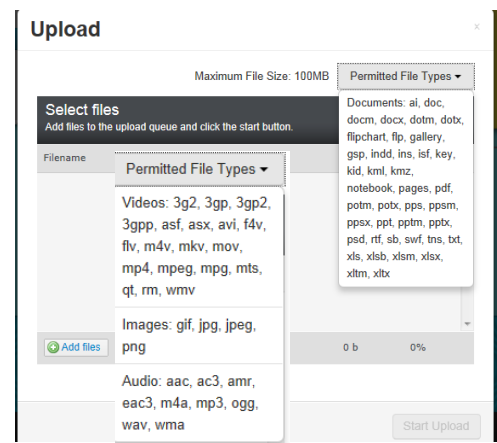 Upload
x
Maximum File Size: 100MB
Permitted File Types
Documents: ai, doc,
docm, docx, dotm, dotx,
flipchart, flp, gallery,
gsp, indd, ins, isf, key,
kid, kml, kmz,
notebook, pages, pdf,
potm, potx, pps, ppsm,
ppsx, ppt, pptm, pptx,
psd, rtf, sb, swf, tns, txt,
xls, xlsb, xlsm, xlsx,
xltm, xltx
Select files
Add files to the upload queue and click the start button.
Filename
Permitted File Types
Videos: 3g2, 3gp, 3gp2,
3gpp, asf, asx, avi, f4v,
flv, m4v, mkv, mov,
mp4, mpeg, mpg, mts,
qt, rm, wmv
Images: gif, jpg, jpeg,
png
Audio: aac, ac3, amr,
eac3, m4a, mp3, ogg,
wav, wma
Add files
0 b
0%
Start Upload